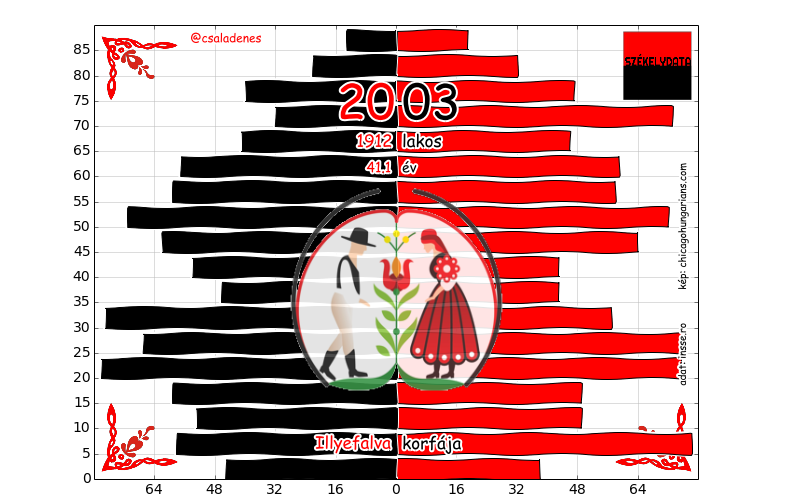 @csaladenes
SZÉKELYDATA
2003
1912 lakos
41,1 év
kép: chicagohungarians.com
adat: insse.ro
Illyefalva korfája
85
80
75
70
65
60
55
50
45
40
35
30
25
20
15
10
5
0
64 48 32 16 0 16 32 48 64